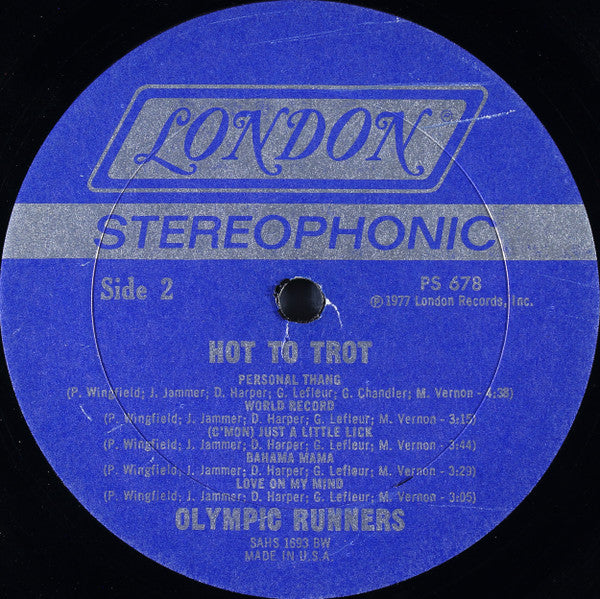 LONDON ®
STEREOPHONIC
Side 2
PS 678
℗ 1977 London Records, Inc.
HOT TO TROT
PERSONAL THANG
(P. Wingfield; J. Jammer; D. Harper; G. Lefleur; G. Chandler; M. Vernon - 4:38)
WORLD RECORD
(P. Wingfield; J. Jammer; D. Harper; G. Lefleur; M. Vernon - 3:15)
(C'MON) JUST A LITTLE LICK
(P. Wingfield; J. Jammer; D. Harper; G. Lefleur; M. Vernon - 3:44)
BAHAMA MAMA
(P. Wingfield; J. Jammer; D. Harper; G. Lefleur; M. Vernon - 3:29)
LOVE ON MY MIND
(P. Wingfield; J. Jammer; D. Harper; G. Lefleur; M. Vernon - 3:05)
OLYMPIC RUNNERS
SAHS 1693 BW
MADE IN U.S.A.